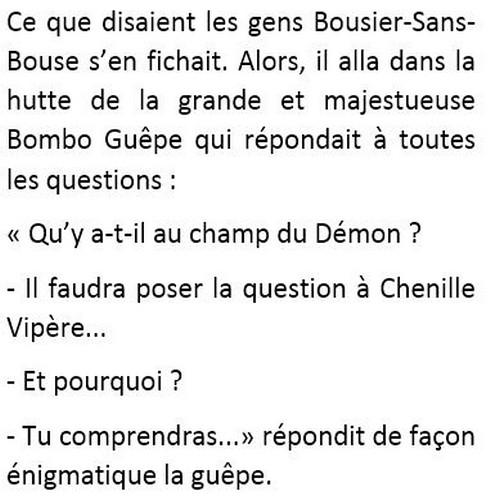 Ce que disaient les gens Bousier-Sans-
Bouse s’en fichait. Alors, il alla dans la
hutte de la grande et majestueuse
Bombo Guêpe qui répondait à toutes
les questions :
« Qu’y a-t-il au champ du Démon ?
- Il faudra poser la question à Chenille
Vipère...
- Et pourquoi ?
- Tu comprendras...» répondit de façon
énigmatique la guêpe.